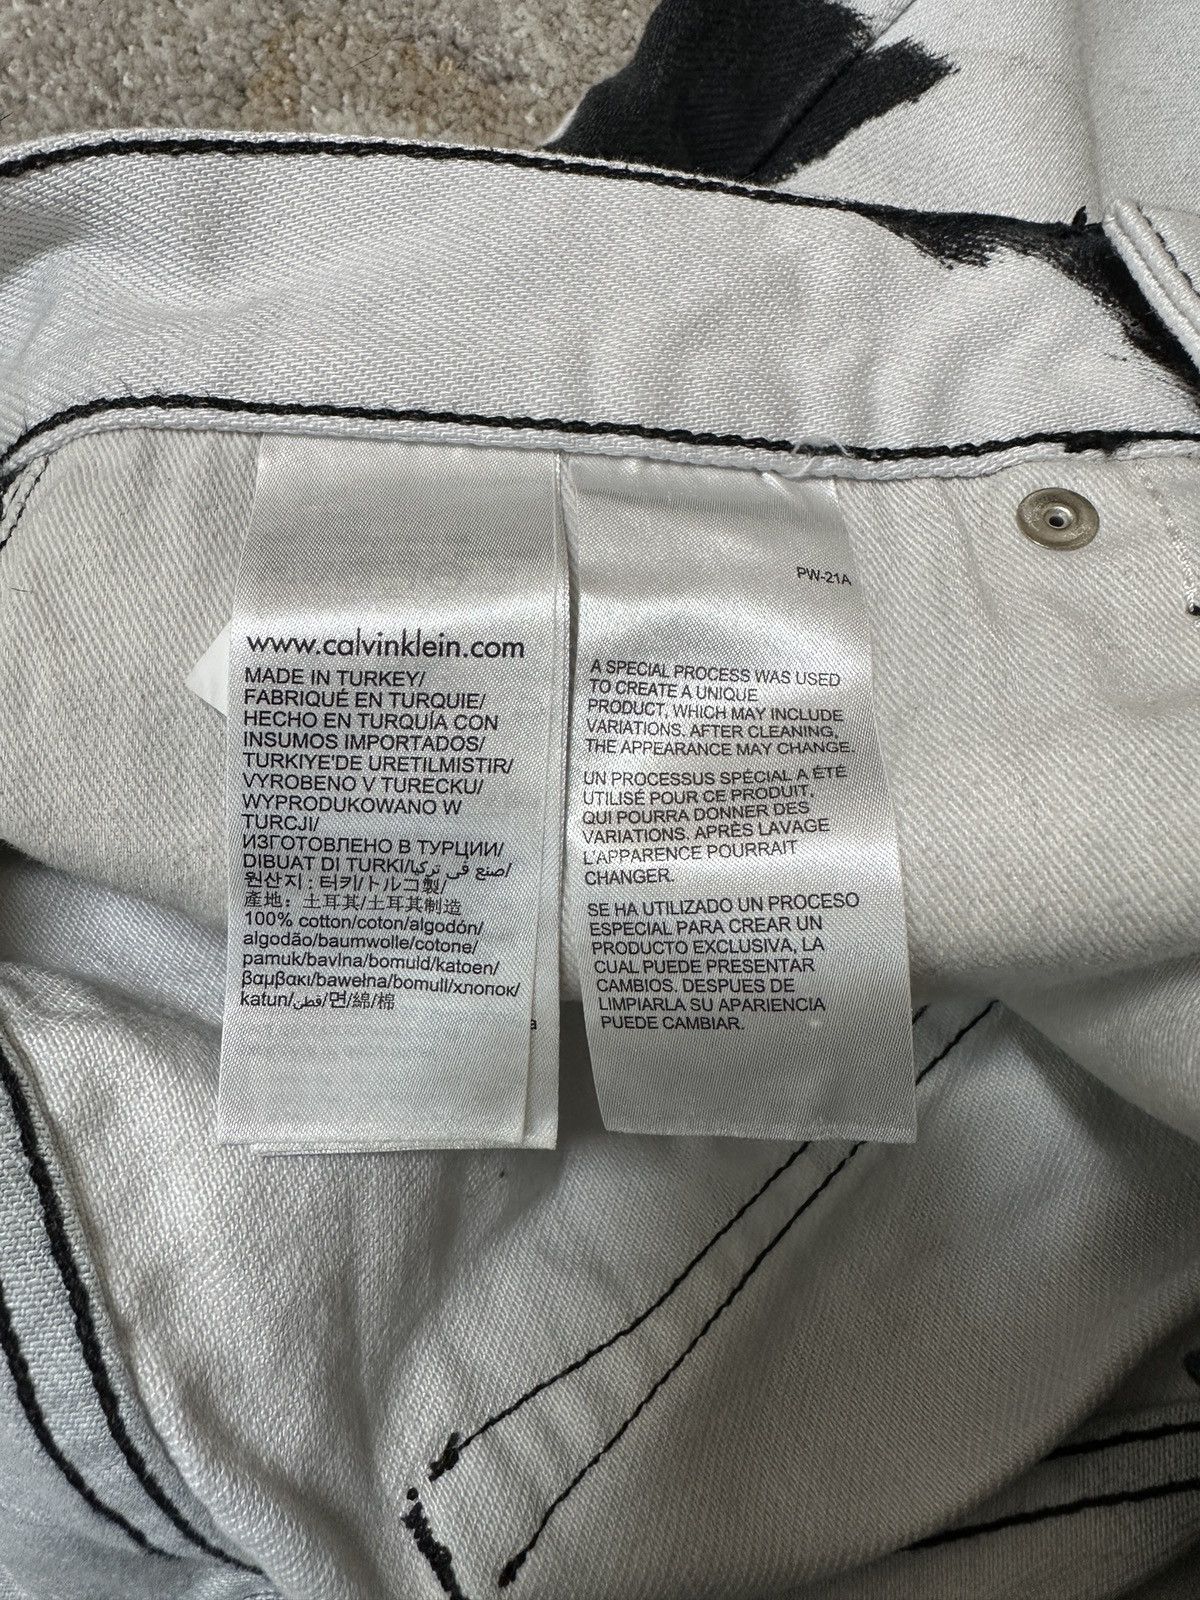 www.calvinklein.com
MADE IN TURKEY/
FABRIQUÉ EN TURQUIE/
HECHO EN TURQUÍA CON
INSUMOS IMPORTADOS/
TURKIYE'DE URETILMISTIR/
VYROBENO V TURECKU/
WYPRODUKOWANO W
TURCJI/
ИЗГОТОВЛЕНО В ТУРЦИИ/
DIBUAT DI TURKI/صنع في تركيا/
원산지 : 터키/トルコ製/
產地：土耳其/土耳其制造
100% cotton/coton/algodón/
algodão/baumwolle/cotone/
pamuk/bavlna/bomuld/katoen/
βαμβακι/bawełna/bomull/хлопок/
katun/قطن/면/綿/棉
a
PW-21A
A SPECIAL PROCESS WAS USED
TO CREATE A UNIQUE
PRODUCT, WHICH MAY INCLUDE
VARIATIONS. AFTER CLEANING,
THE APPEARANCE MAY CHANGE.
UN PROCESSUS SPÉCIAL A ÉTÉ
UTILISÉ POUR CE PRODUIT,
QUI POURRA DONNER DES
VARIATIONS. APRÈS LAVAGE
L'APPARENCE POURRAIT
CHANGER.
SE HA UTILIZADO UN PROCESO
ESPECIAL PARA CREAR UN
PRODUCTO EXCLUSIVA, LA
CUAL PUEDE PRESENTAR
CAMBIOS. DESPUES DE
LIMPIARLA SU APARIENCIA
PUEDE CAMBIAR.